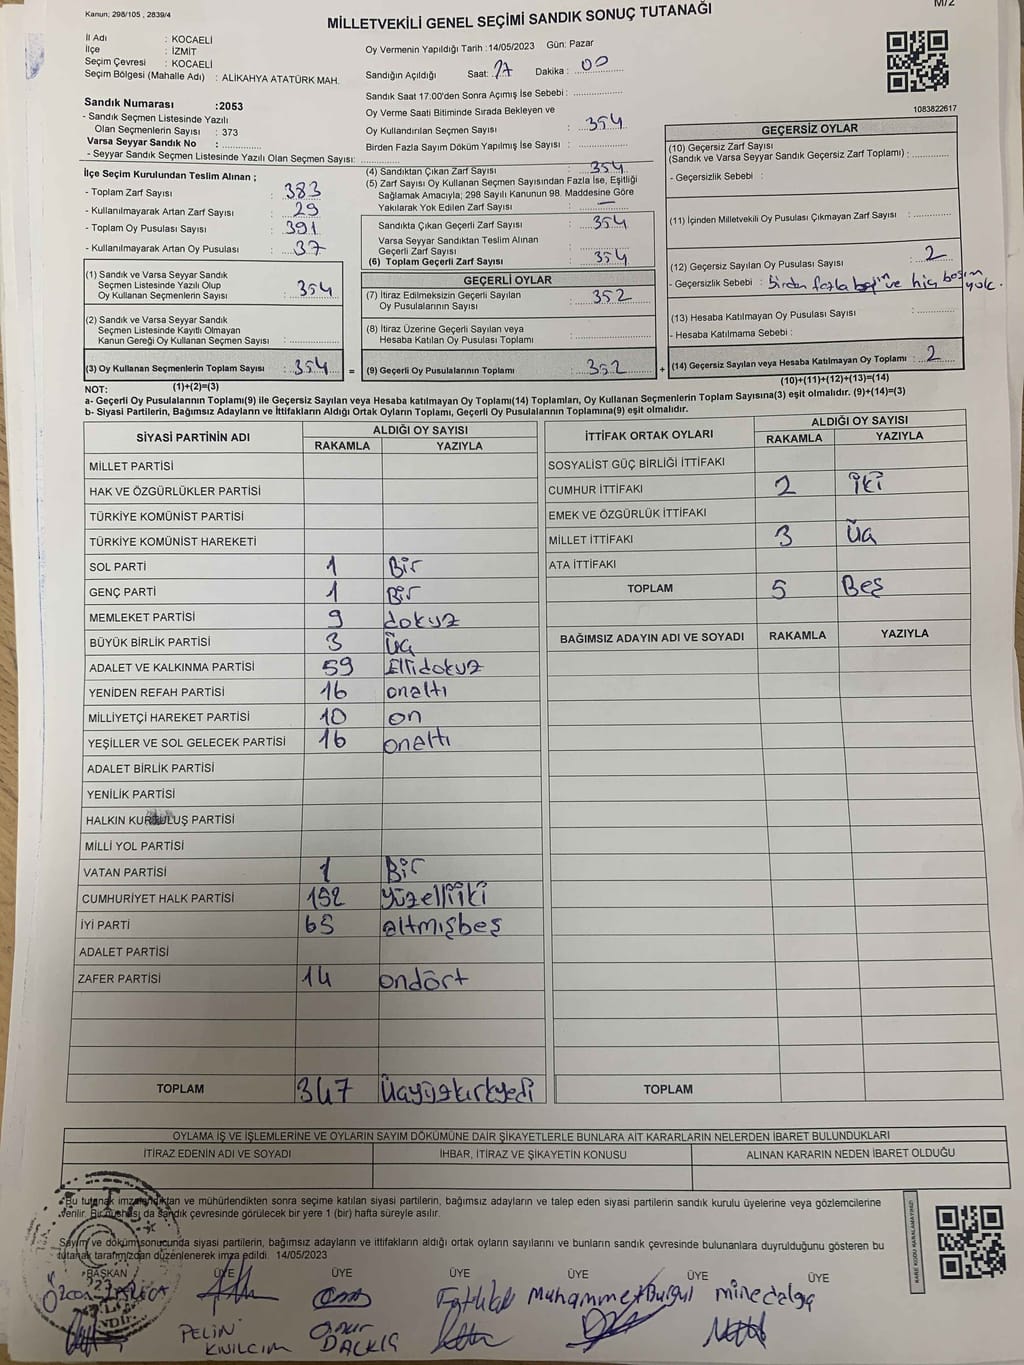 Kanun; 298/105 , 2839/4
MİLLETVEKİLİ GENEL SEÇİMİ SANDIK SONUÇ TUTANAĞI
M/2
İl Adı : KOCAELİ
İlçe : İZMİT
Seçim Çevresi : KOCAELİ
Seçim Bölgesi (Mahalle Adı) : ALİKAHYA ATATÜRK MAH.
Sandık Numarası :2053
- Sandık Seçmen Listesinde Yazılı
Olan Seçmenlerin Sayısı : 373
Varsa Seyyar Sandık No :
- Seyyar Sandık Seçmen Listesinde Yazılı Olan Seçmen Sayısı:
Oy Vermenin Yapıldığı Tarih :14/05/2023 Gün: Pazar
Sandığın Açıldığı Saat: 17 Dakika : 00
Sandık Saat 17:00'den Sonra Açımış İse Sebebi :
Oy Verme Saati Bitiminde Sırada Bekleyen ve
Oy Kullandırılan Seçmen Sayısı : 354
Birden Fazla Sayım Döküm Yapılmış İse Sayısı :
1083822617
İlçe Seçim Kurulundan Teslim Alınan ;
- Toplam Zarf Sayısı : 383
- Kullanılmayarak Artan Zarf Sayısı : 29
- Toplam Oy Pusulası Sayısı : 391
- Kullanılmayarak Artan Oy Pusulası : 37
(4) Sandıktan Çıkan Zarf Sayısı : 354
(5) Zarf Sayısı Oy Kullanan Seçmen Sayısından Fazla İse, Eşitliği
Sağlamak Amacıyla; 298 Sayılı Kanunun 98. Maddesine Göre
Yakılarak Yok Edilen Zarf Sayısı : —
Sandıkta Çıkan Geçerli Zarf Sayısı : 354
Varsa Seyyar Sandıktan Teslim Alınan
Geçerli Zarf Sayısı :
(6) Toplam Geçerli Zarf Sayısı : 354
GEÇERSİZ OYLAR
(10) Geçersiz Zarf Sayısı
(Sandık ve Varsa Seyyar Sandık Geçersiz Zarf Toplamı) :
- Geçersizlik Sebebi :
(11) İçinden Milletvekili Oy Pusulası Çıkmayan Zarf Sayısı :
(12) Geçersiz Sayılan Oy Pusulası Sayısı : 2
- Geçersizlik Sebebi : birden fazla ve hiç basım yok.
(13) Hesaba Katılmayan Oy Pusulası Sayısı :
- Hesaba Katılmama Sebebi :
(14) Geçersiz Sayılan veya Hesaba Katılmayan Oy Toplamı : 2
(10)+(11)+(12)+(13)=(14)
(1) Sandık ve Varsa Seyyar Sandık
Seçmen Listesinde Yazılı Olup
Oy Kullanan Seçmenlerin Sayısı : 354
(2) Sandık ve Varsa Seyyar Sandık
Seçmen Listesinde Kayıtlı Olmayan
Kanun Gereği Oy Kullanan Seçmen Sayısı :
(3) Oy Kullanan Seçmenlerin Toplam Sayısı : 354 =
GEÇERLİ OYLAR
(7) İtiraz Edilmeksizin Geçerli Sayılan
Oy Pusulalarının Sayısı : 352
(8) İtiraz Üzerine Geçerli Sayılan veya
Hesaba Katılan Oy Pusulası Toplamı :
(9) Geçerli Oy Pusulalarının Toplamı : 352 +
NOT: (1)+(2)=(3)
a- Geçerli Oy Pusulalarının Toplamı(9) ile Geçersiz Sayılan veya Hesaba katılmayan Oy Toplamı(14) Toplamları, Oy Kullanan Seçmenlerin Toplam Sayısına(3) eşit olmalıdır. (9)+(14)=(3)
b- Siyasi Partilerin, Bağımsız Adayların ve İttifakların Aldığı Ortak Oyların Toplamı, Geçerli Oy Pusulalarının Toplamına(9) eşit olmalıdır.
SİYASİ PARTİNİN ADI ALDIĞI OY SAYISI
RAKAMLA YAZIYLA
MİLLET PARTİSİ
HAK VE ÖZGÜRLÜKLER PARTİSİ
TÜRKİYE KOMÜNİST PARTİSİ
TÜRKİYE KOMÜNİST HAREKETİ
SOL PARTİ 1 Bir
GENÇ PARTİ 1 Bir
MEMLEKET PARTİSİ 9 dokuz
BÜYÜK BİRLİK PARTİSİ 3 üç
ADALET VE KALKINMA PARTİSİ 59 Ellidokuz
YENİDEN REFAH PARTİSİ 16 onaltı
MİLLİYETÇİ HAREKET PARTİSİ 10 on
YEŞİLLER VE SOL GELECEK PARTİSİ 16 onaltı
ADALET BİRLİK PARTİSİ
YENİLİK PARTİSİ
HALKIN KURTULUŞ PARTİSİ
MİLLİ YOL PARTİSİ
VATAN PARTİSİ 1 Bir
CUMHURİYET HALK PARTİSİ 152 yüzelliiki
İYİ PARTİ 65 altmışbeş
ADALET PARTİSİ
ZAFER PARTİSİ 14 ondört
TOPLAM 347 Üçyüzkırkyedi
İTTİFAK ORTAK OYLARI ALDIĞI OY SAYISI
RAKAMLA YAZIYLA
SOSYALİST GÜÇ BİRLİĞİ İTTİFAKI
CUMHUR İTTİFAKI 2 iki
EMEK VE ÖZGÜRLÜK İTTİFAKI
MİLLET İTTİFAKI 3 üç
ATA İTTİFAKI
TOPLAM 5 Beş
BAĞIMSIZ ADAYIN ADI VE SOYADI RAKAMLA YAZIYLA
TOPLAM
OYLAMA İŞ VE İŞLEMLERİNE VE OYLARIN SAYIM DÖKÜMÜNE DAİR ŞİKAYETLERLE BUNLARA AİT KARARLARIN NELERDEN İBARET BULUNDUKLARI
İTİRAZ EDENİN ADI VE SOYADI İHBAR, İTİRAZ VE ŞİKAYETİN KONUSU ALINAN KARARIN NEDEN İBARET OLDUĞU
Bu tutanak imzalandıktan ve mühürlendikten sonra seçime katılan siyasi partilerin, bağımsız adayların ve talep eden siyasi partilerin sandık kurulu üyelerine veya gözlemcilerine
verilir. Bir nüshası da sandık çevresinde görülecek bir yere 1 (bir) hafta süreyle asılır.
Sayım ve döküm sonucunda siyasi partilerin, bağımsız adayların ve ittifakların aldığı ortak oyların sayılarını ve bunların sandık çevresinde bulunanlara duyrulduğunu gösteren bu
tutanak tarafımızdan düzenlenerek imza edildi. 14/05/2023
BAŞKAN ÜYE ÜYE ÜYE ÜYE ÜYE ÜYE
Muhammet
PELİN Onur